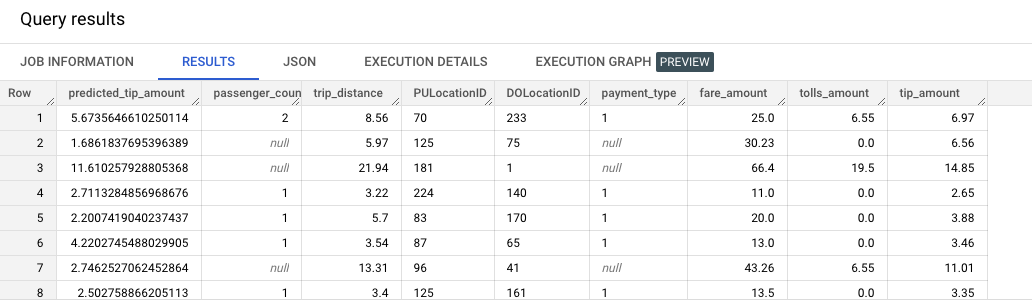 Query results
JOB INFORMATION RESULTS JSON EXECUTION DETAILS EXECUTION GRAPH PREVIEW
Row predicted_tip_amount passenger_coun trip_distance PULocationID DOLocationID payment_type fare_amount tolls_amount tip_amount
1 5.6735646610250114 2 8.56 70 233 1 25.0 6.55 6.97
2 1.6861837695396389 null 5.97 125 75 null 30.23 0.0 6.56
3 11.610257928805368 null 21.94 181 1 null 66.4 19.5 14.85
4 2.7113284856968676 1 3.22 224 140 1 11.0 0.0 2.65
5 2.2007419040237437 1 5.7 83 170 1 20.0 0.0 3.88
6 4.2202745488029905 1 3.54 87 65 1 13.0 0.0 3.46
7 2.7462527062452864 null 13.31 96 41 null 43.26 6.55 11.01
8 2.502758866205113 1 3.4 125 161 1 13.5 0.0 3.35